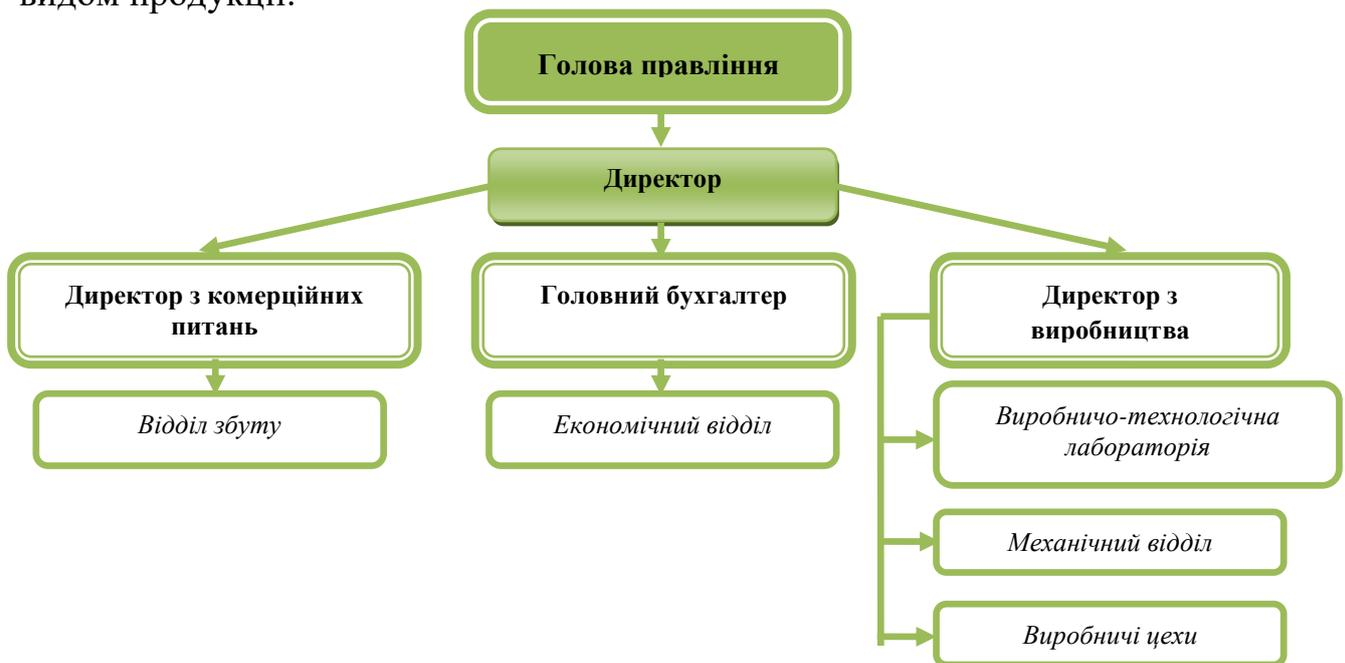 видом продукції.
Голова правління
Директор
Директор з комерційних
питань
Головний бухгалтер
Директор з
виробництва
Відділ збуту
Економічний відділ
Виробничо-технологічна
лабораторія
Механічний відділ
Виробничі цехи